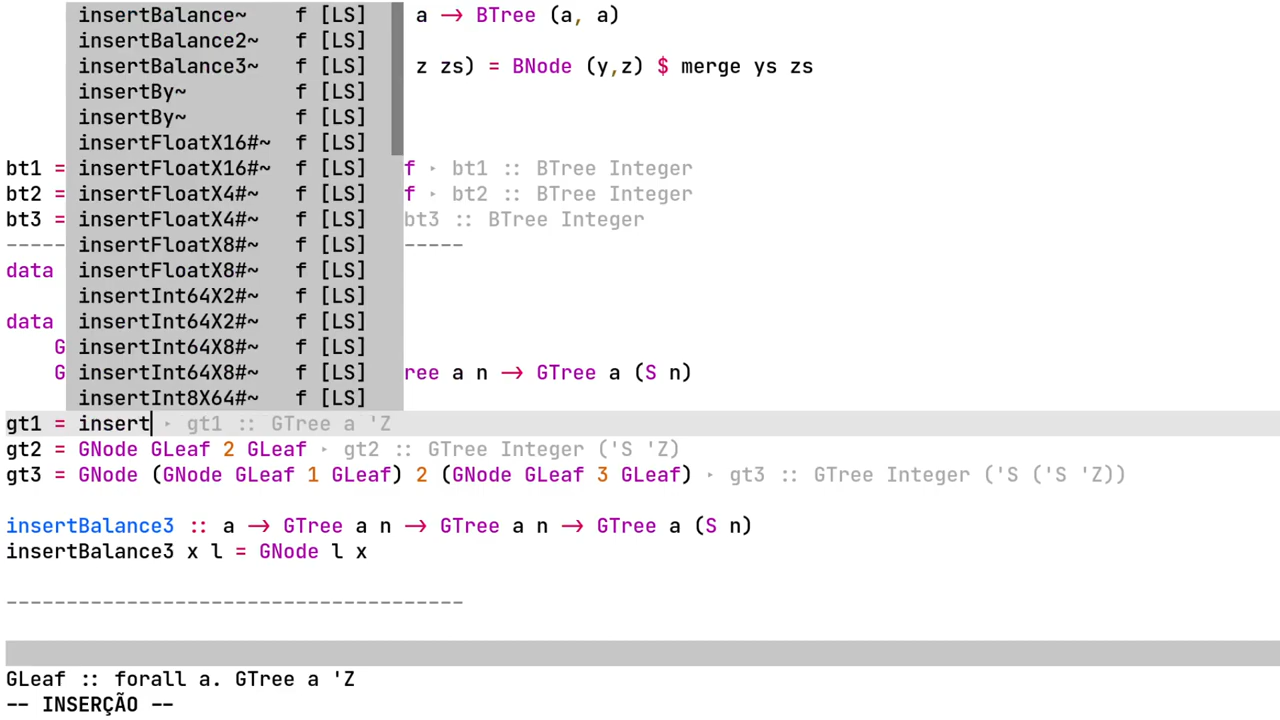 insertBalance~ f [LS] a → BTree (a, a)
insertBalance2~ f [LS]
insertBalance3~ f [LS] z zs) = BNode (y,z) $ merge ys zs
insertBy~ f [LS]
insertBy~ f [LS]
insertFloatX16#~ f [LS]
bt1 = insertFloatX16#~ f [LS] f ‣ bt1 :: BTree Integer
bt2 = insertFloatX4#~ f [LS] f ‣ bt2 :: BTree Integer
bt3 = insertFloatX4#~ f [LS] bt3 :: BTree Integer
----- insertFloatX8#~ f [LS] -----
data insertFloatX8#~ f [LS]
insertInt64X2#~ f [LS]
data insertInt64X2#~ f [LS]
G insertInt64X8#~ f [LS]
G insertInt64X8#~ f [LS] ree a n → GTree a (S n)
insertInt8X64#~ f [LS]
gt1 = insert ‣ gt1 :: GTree a 'Z
gt2 = GNode GLeaf 2 GLeaf ‣ gt2 :: GTree Integer ('S 'Z)
gt3 = GNode (GNode GLeaf 1 GLeaf) 2 (GNode GLeaf 3 GLeaf) ‣ gt3 :: GTree Integer ('S ('S 'Z))
insertBalance3 :: a → GTree a n → GTree a n → GTree a (S n)
insertBalance3 x l = GNode l x
--------------------------------------
GLeaf :: forall a. GTree a 'Z
-- INSERÇÃO --